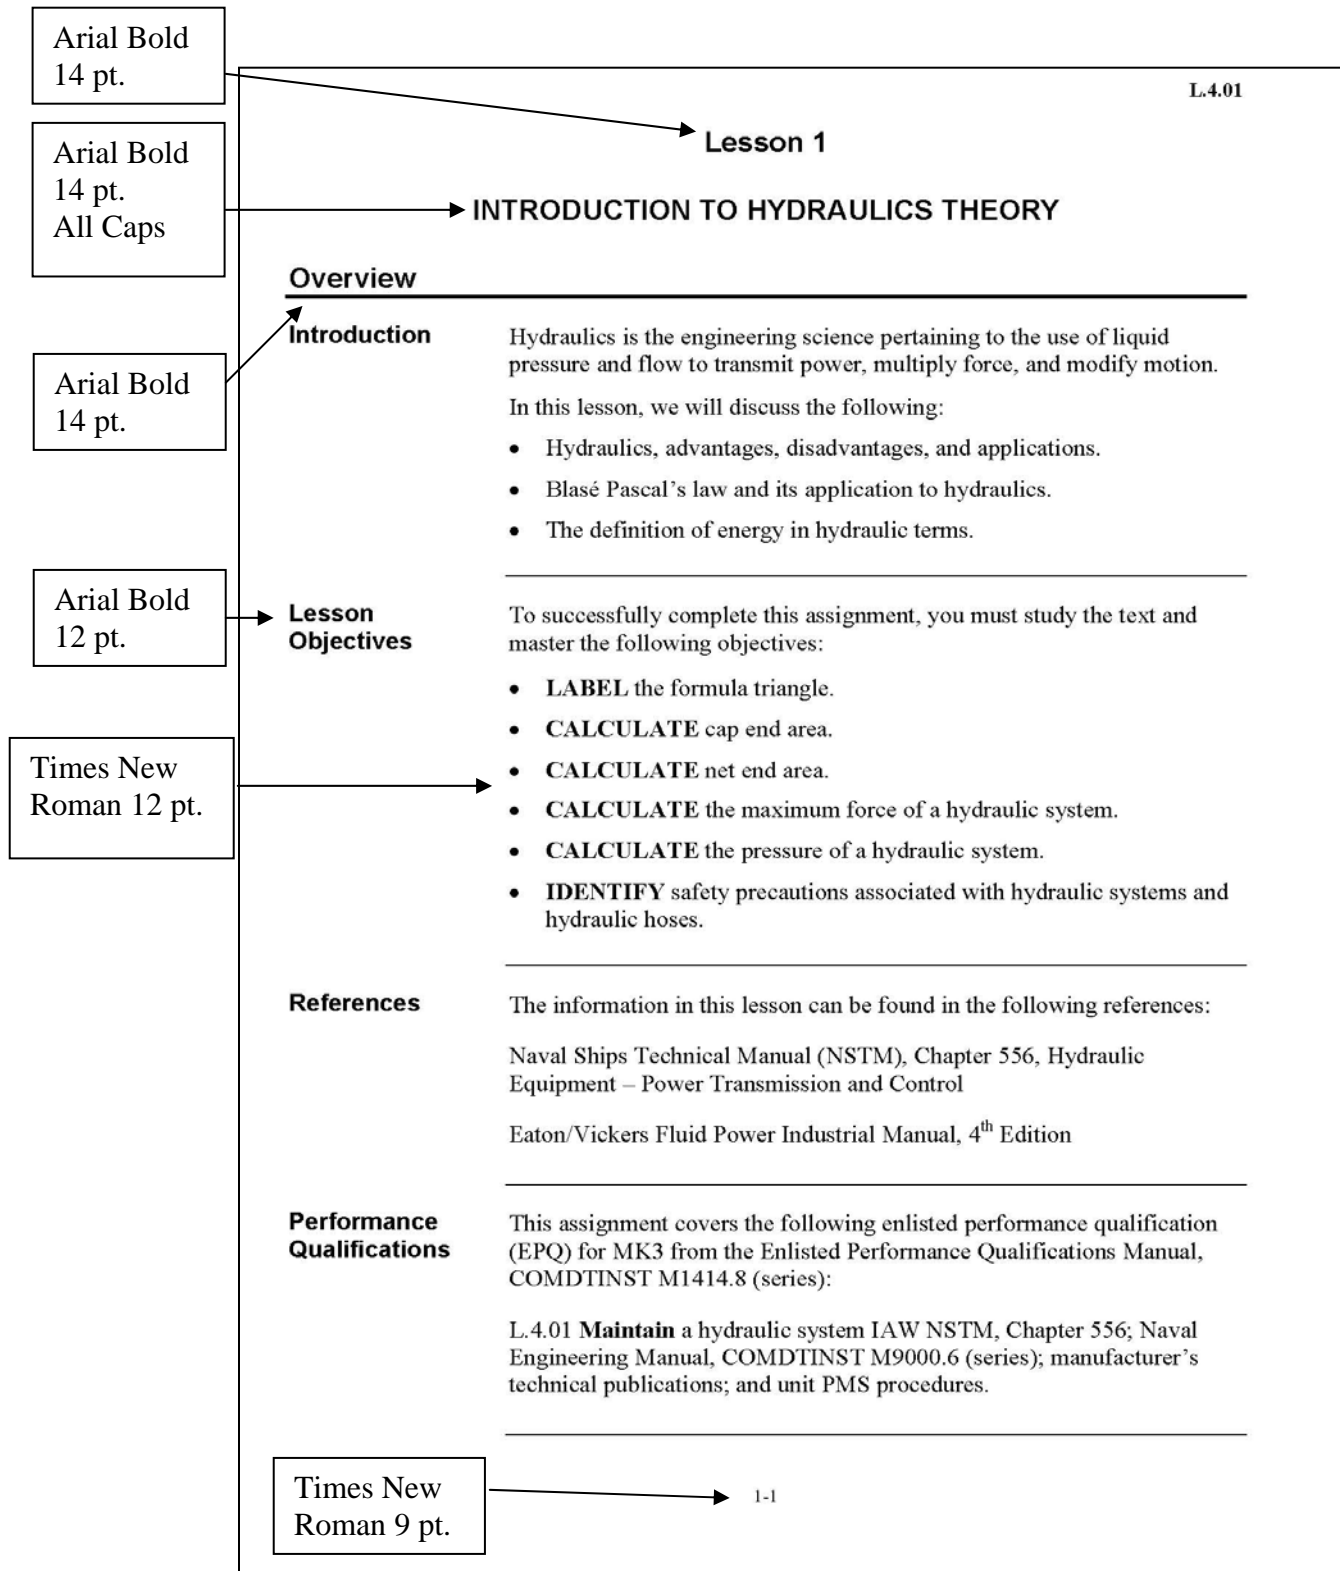 Arial Bold
14 pt.
L.4.01
Lesson 1
Arial Bold
14 pt.
All Caps
INTRODUCTION TO HYDRAULICS THEORY
Overview
Arial Bold
14 pt.
Introduction
Hydraulics is the engineering science pertaining to the use of liquid
pressure and flow to transmit power, multiply force, and modify motion.
In this lesson, we will discuss the following:
• Hydraulics, advantages, disadvantages, and applications.
• Blasé Pascal’s law and its application to hydraulics.
• The definition of energy in hydraulic terms.
Arial Bold
12 pt.
Lesson
Objectives
To successfully complete this assignment, you must study the text and
master the following objectives:
• LABEL the formula triangle.
• CALCULATE cap end area.
• CALCULATE net end area.
• CALCULATE the maximum force of a hydraulic system.
• CALCULATE the pressure of a hydraulic system.
• IDENTIFY safety precautions associated with hydraulic systems and
hydraulic hoses.
Times New
Roman 12 pt.
References
The information in this lesson can be found in the following references:
Naval Ships Technical Manual (NSTM), Chapter 556, Hydraulic
Equipment – Power Transmission and Control
Eaton/Vickers Fluid Power Industrial Manual, 4th Edition
Performance
Qualifications
This assignment covers the following enlisted performance qualification
(EPQ) for MK3 from the Enlisted Performance Qualifications Manual,
COMDTINST M1414.8 (series):
L.4.01 Maintain a hydraulic system IAW NSTM, Chapter 556; Naval
Engineering Manual, COMDTINST M9000.6 (series); manufacturer’s
technical publications; and unit PMS procedures.
Times New
Roman 9 pt.
1-1